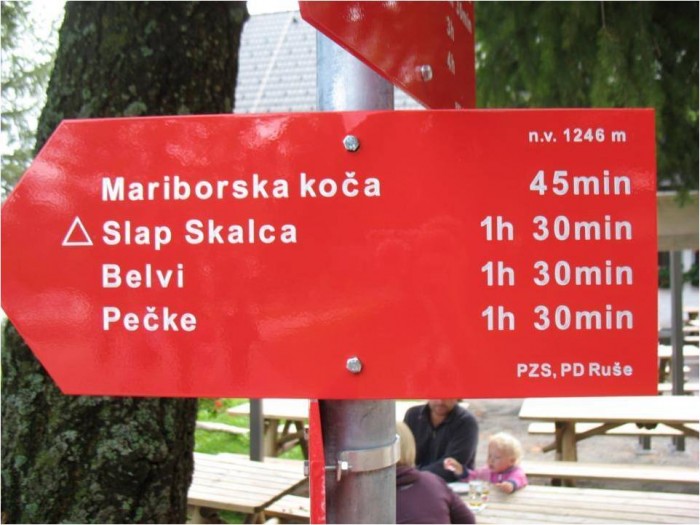 n.v. 1246 m
Mariborska koča 45min
Slap Skalca 1h 30min
Belvi 1h 30min
Pečke 1h 30min
PZS, PD Ruše